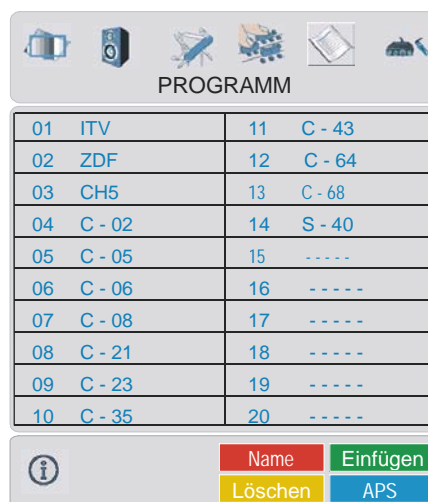 PROGRAMM
01 ITV 11 C - 43
02 ZDF 12 C - 64
03 CH5 13 C - 68
04 C - 02 14 S - 40
05 C - 05 15 - - - - -
06 C - 06 16 - - - - -
07 C - 08 17 - - - - -
08 C - 21 18 - - - - -
09 C - 23 19 - - - - -
10 C - 35 20 - - - - -
Name Einfügen
Löschen APS